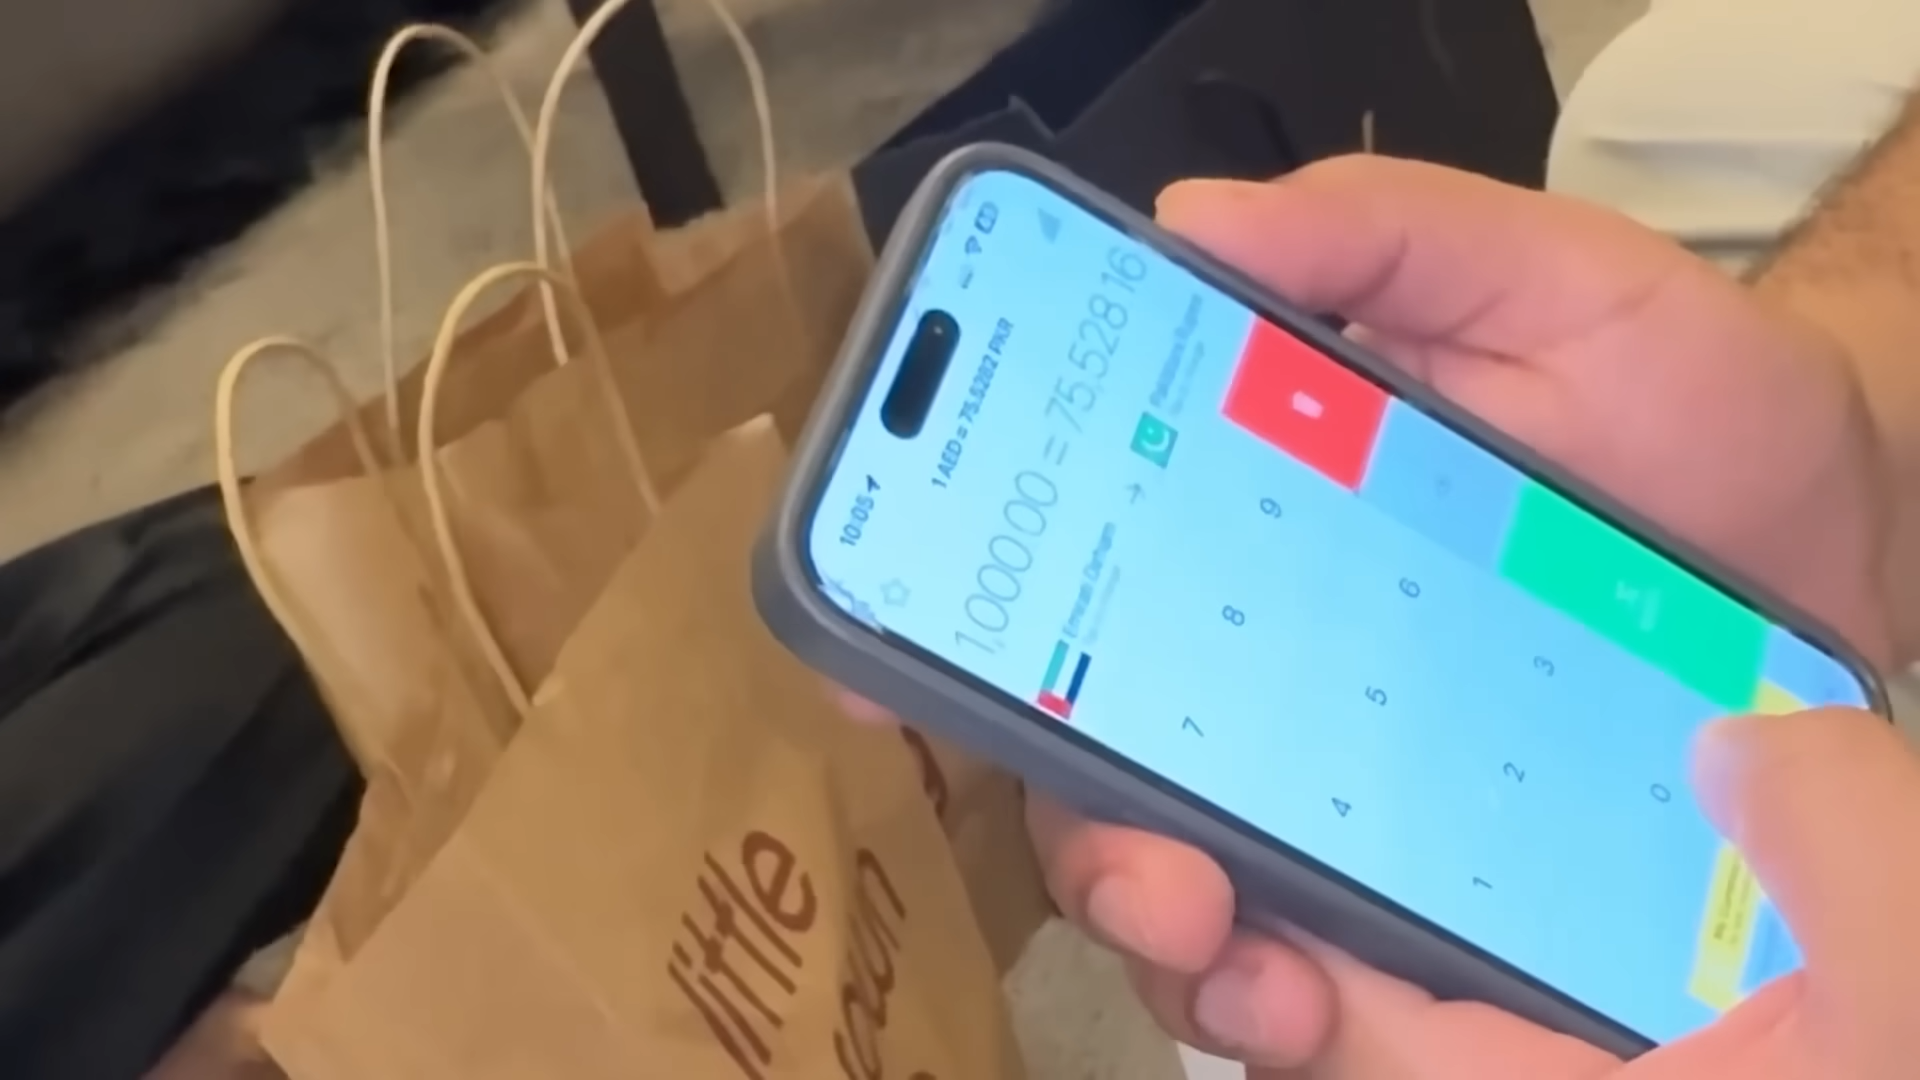 10:05
1 AED = 75.5282 PKR
1,000.00 = 75,528.16
Emirati Dirham → Pakistani Rupee
7 8 9
4 5 6
1 2 3
0
little